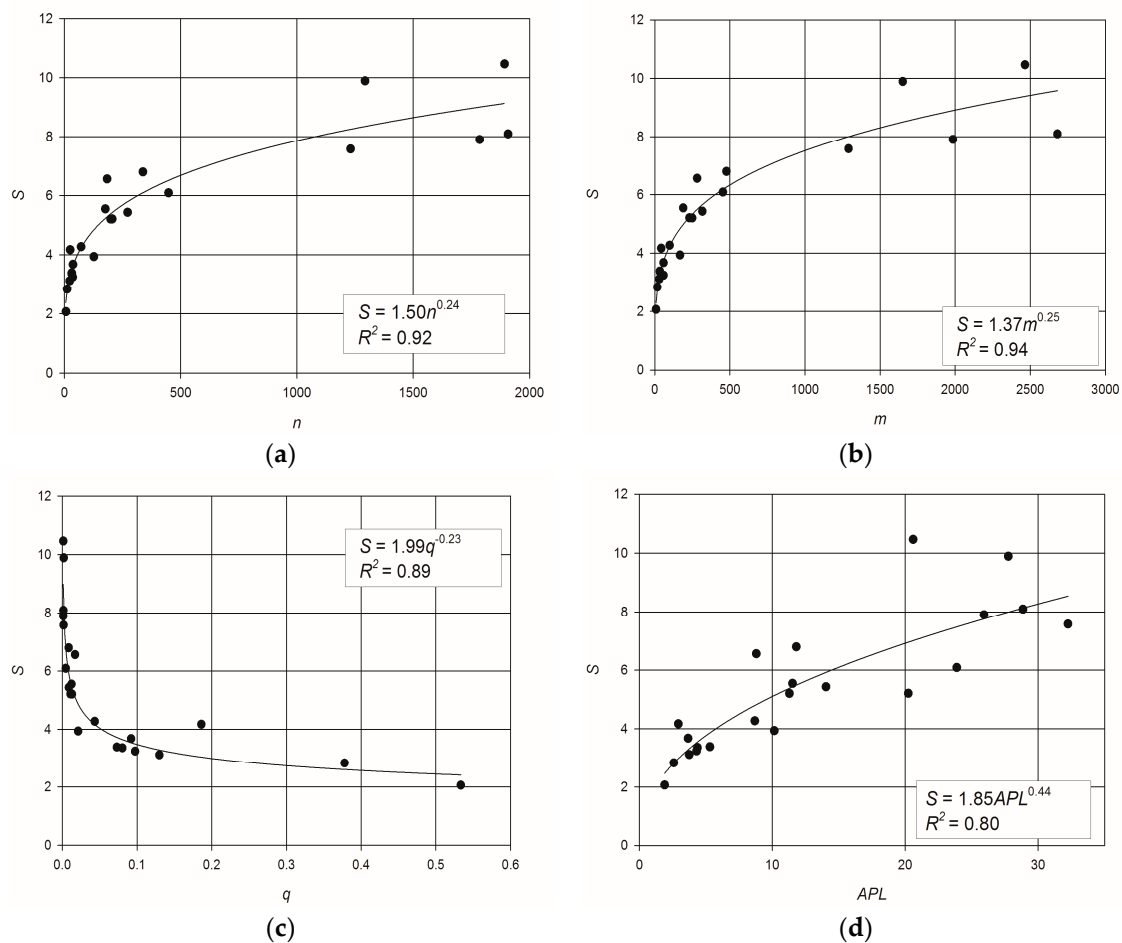 12
10
8
6
4
2
0
S
S = 1.50n^0.24
R^2 = 0.92
0 500 1000 1500 2000
n
(a)
12
10
8
6
4
2
0
S
S = 1.37m^0.25
R^2 = 0.94
0 500 1000 1500 2000 2500 3000
m
(b)
12
10
8
6
4
2
0
S
S = 1.99q^-0.23
R^2 = 0.89
0.0 0.1 0.2 0.3 0.4 0.5 0.6
q
(c)
12
10
8
6
4
2
0
S
S = 1.85APL^0.44
R^2 = 0.80
0 10 20 30
APL
(d)